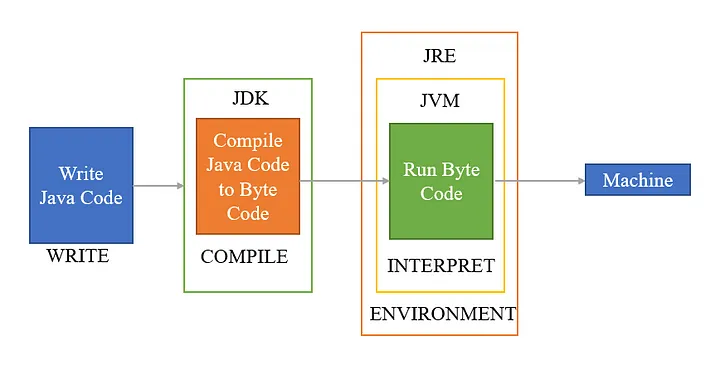 Write
Java Code
WRITE
JDK
Compile
Java Code
to Byte
Code
COMPILE
JRE
JVM
Run Byte
Code
INTERPRET
ENVIRONMENT
Machine